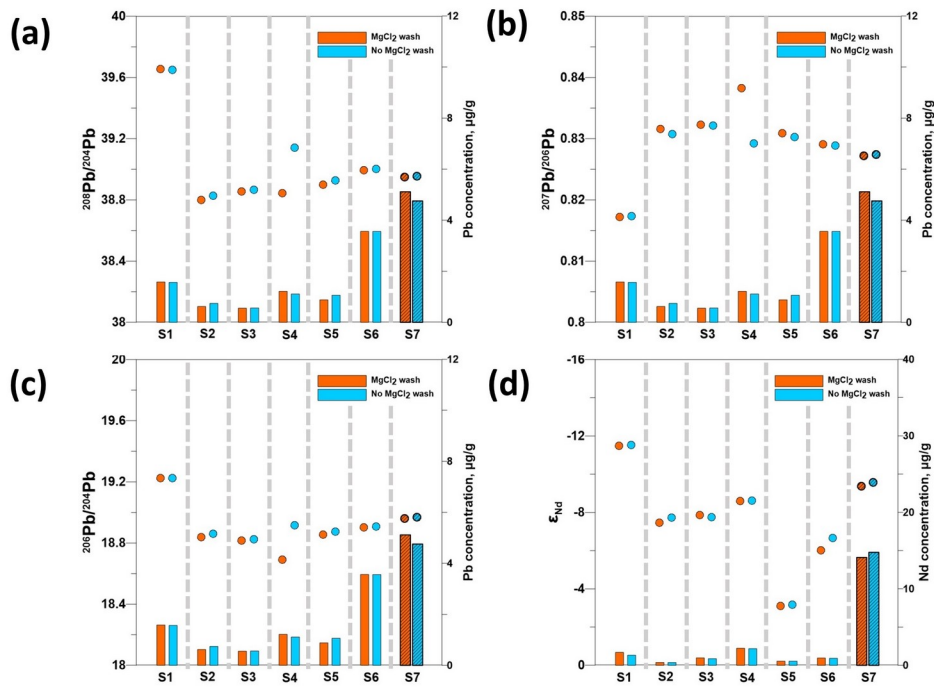 (a)
40
39.6
39.2
38.8
38.4
38
²⁰⁸Pb/²⁰⁴Pb
MgCl₂ wash
No MgCl₂ wash
12
8
4
0
Pb concentration, µg/g
S1 S2 S3 S4 S5 S6 S7
(b)
0.85
0.84
0.83
0.82
0.81
0.8
²⁰⁷Pb/²⁰⁶Pb
MgCl₂ wash
No MgCl₂ wash
12
8
4
0
Pb concentration, µg/g
S1 S2 S3 S4 S5 S6 S7
(c)
20
19.6
19.2
18.8
18.4
18
²⁰⁶Pb/²⁰⁴Pb
MgCl₂ wash
No MgCl₂ wash
12
8
4
0
Pb concentration, µg/g
S1 S2 S3 S4 S5 S6 S7
(d)
-16
-12
-8
-4
0
εNd
MgCl₂ wash
No MgCl₂ wash
40
30
20
10
0
Nd concentration, µg/g
S1 S2 S3 S4 S5 S6 S7